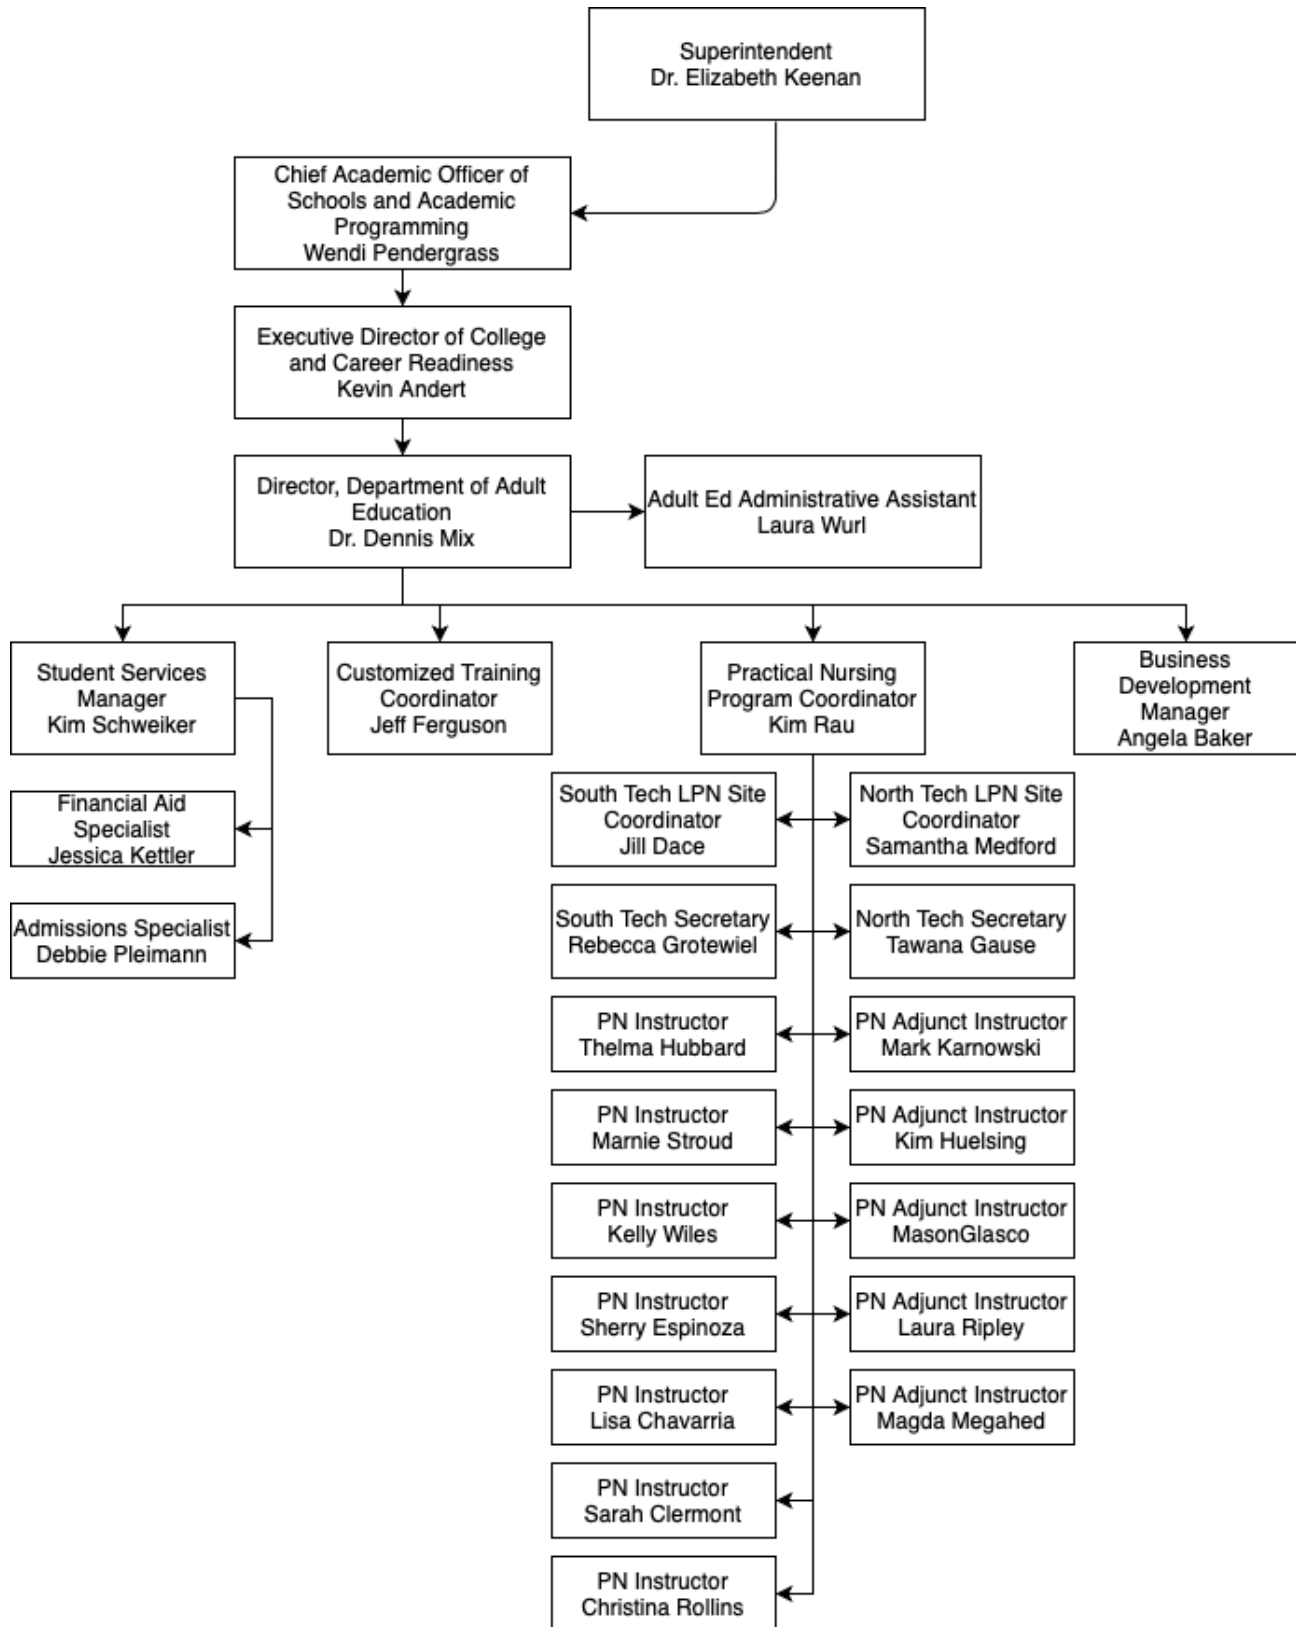 Superintendent
Dr. Elizabeth Keenan
Chief Academic Officer of
Schools and Academic
Programming
Wendi Pendergrass
Executive Director of College
and Career Readiness
Kevin Andert
Director, Department of Adult
Education
Dr. Dennis Mix
Adult Ed Administrative Assistant
Laura Wurl
Student Services
Manager
Kim Schweiker
Customized Training
Coordinator
Jeff Ferguson
Practical Nursing
Program Coordinator
Kim Rau
Business
Development
Manager
Angela Baker
Financial Aid
Specialist
Jessica Kettler
Admissions Specialist
Debbie Pleimann
South Tech LPN Site
Coordinator
Jill Dace
North Tech LPN Site
Coordinator
Samantha Medford
South Tech Secretary
Rebecca Grotewiel
North Tech Secretary
Tawana Gause
PN Instructor
Thelma Hubbard
PN Adjunct Instructor
Mark Karnowski
PN Instructor
Marnie Stroud
PN Adjunct Instructor
Kim Huelsing
PN Instructor
Kelly Wiles
PN Adjunct Instructor
MasonGlasco
PN Instructor
Sherry Espinoza
PN Adjunct Instructor
Laura Ripley
PN Instructor
Lisa Chavarria
PN Adjunct Instructor
Magda Megahed
PN Instructor
Sarah Clermont
PN Instructor
Christina Rollins